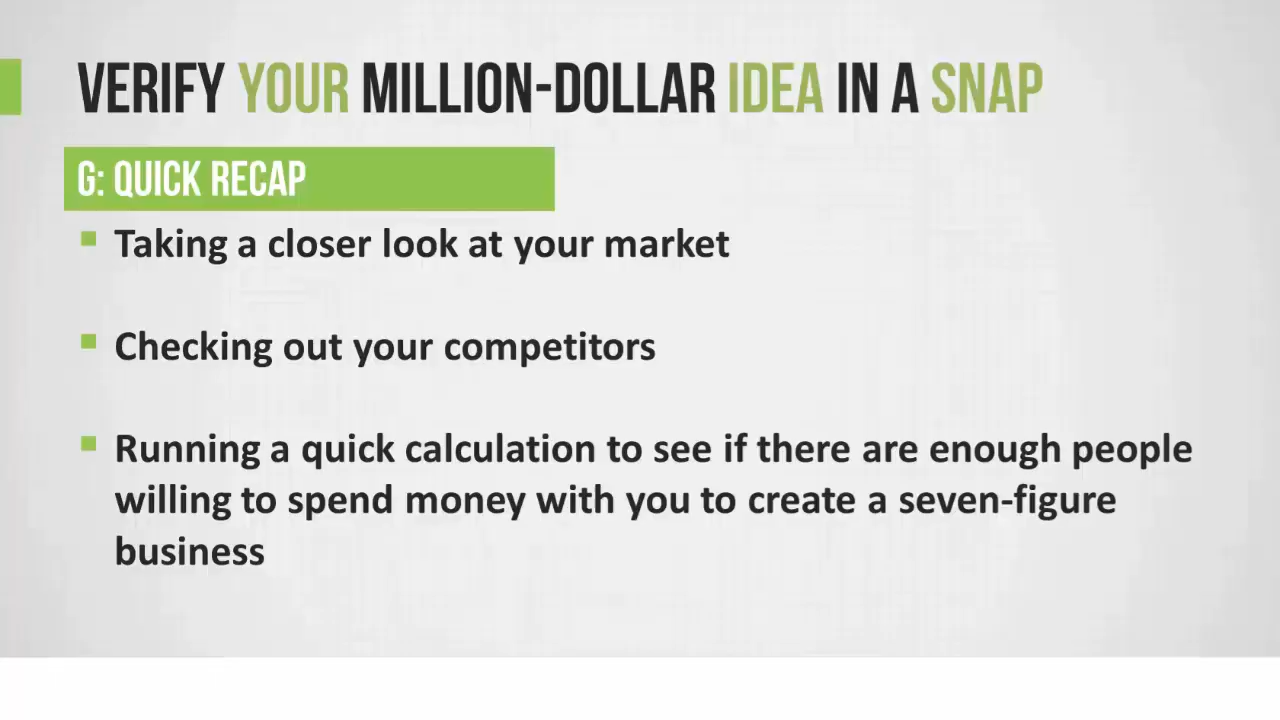 VERIFY YOUR MILLION-DOLLAR IDEA IN A SNAP
G: QUICK RECAP
Taking a closer look at your market
Checking out your competitors
Running a quick calculation to see if there are enough people
willing to spend money with you to create a seven-figure
business